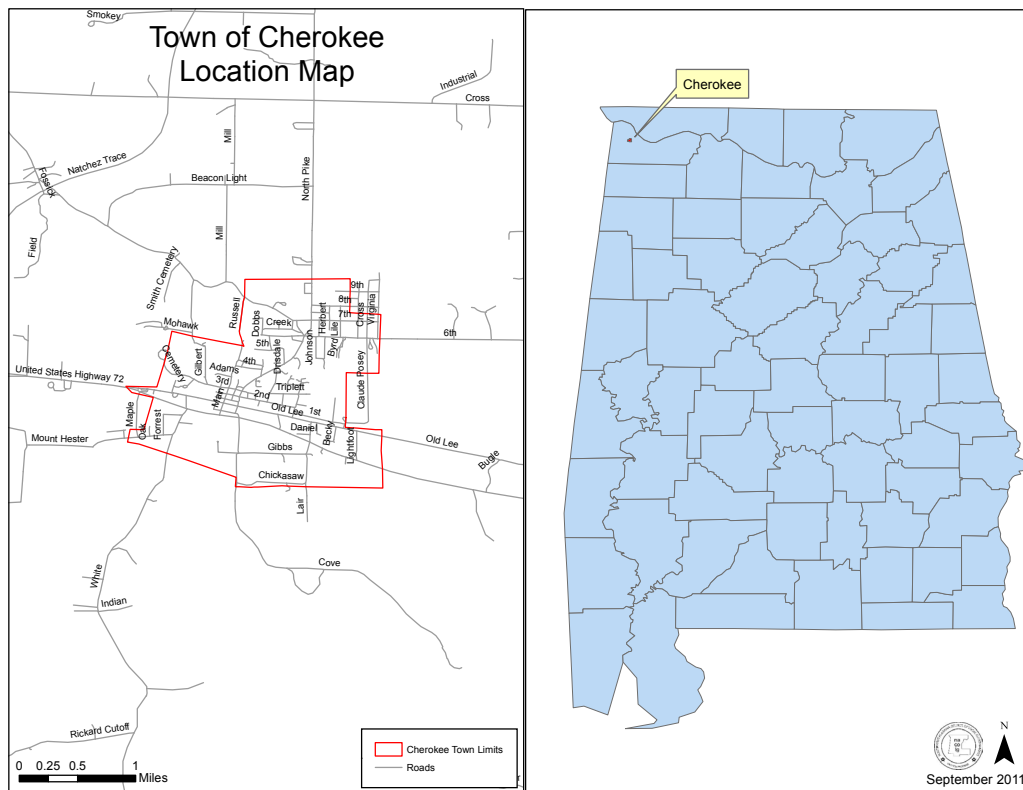 Smokey
Town of Cherokee
Location Map
Industrial
Cross
Mill
Natchez Trace
North Pike
Fossick
Beacon Light
Mill
Field
Smith Cemetery
9th
8th
7th
Virginia
Cross
Russell
Dobbs
Creek
Herbert
Byrd
Lile
Mohawk
6th
Johnson
5th
Drisdale
4th
Gilbert
Cemetery
Adams
3rd
Claude Posey
United States Highway 72
Triplett
2nd
Main
Old Lee
1st
Maple
Oak
Forrest
Daniel
Becky
Lightfoot
Old Lee
Mount Hester
Gibbs
Bugle
Chickasaw
Lair
Cove
White
Indian
Rickard Cutoff
Cherokee Town Limits
Roads
0 0.25 0.5 1
Miles
Cherokee
N
September 2011